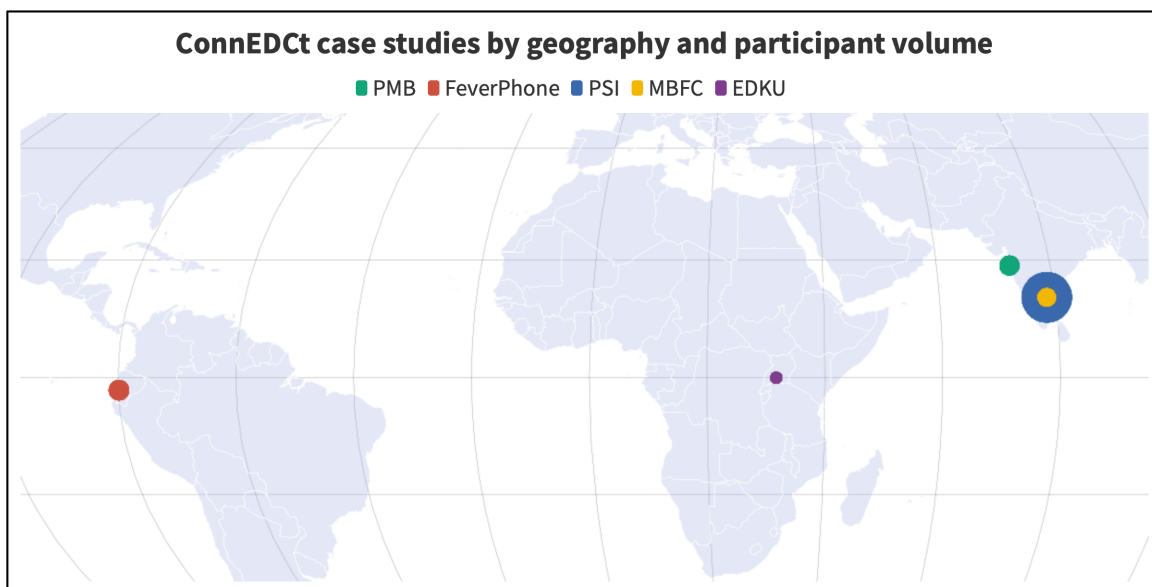 ConnEDCt case studies by geography and participant volume
PMB FeverPhone PSI MBFC EDKU